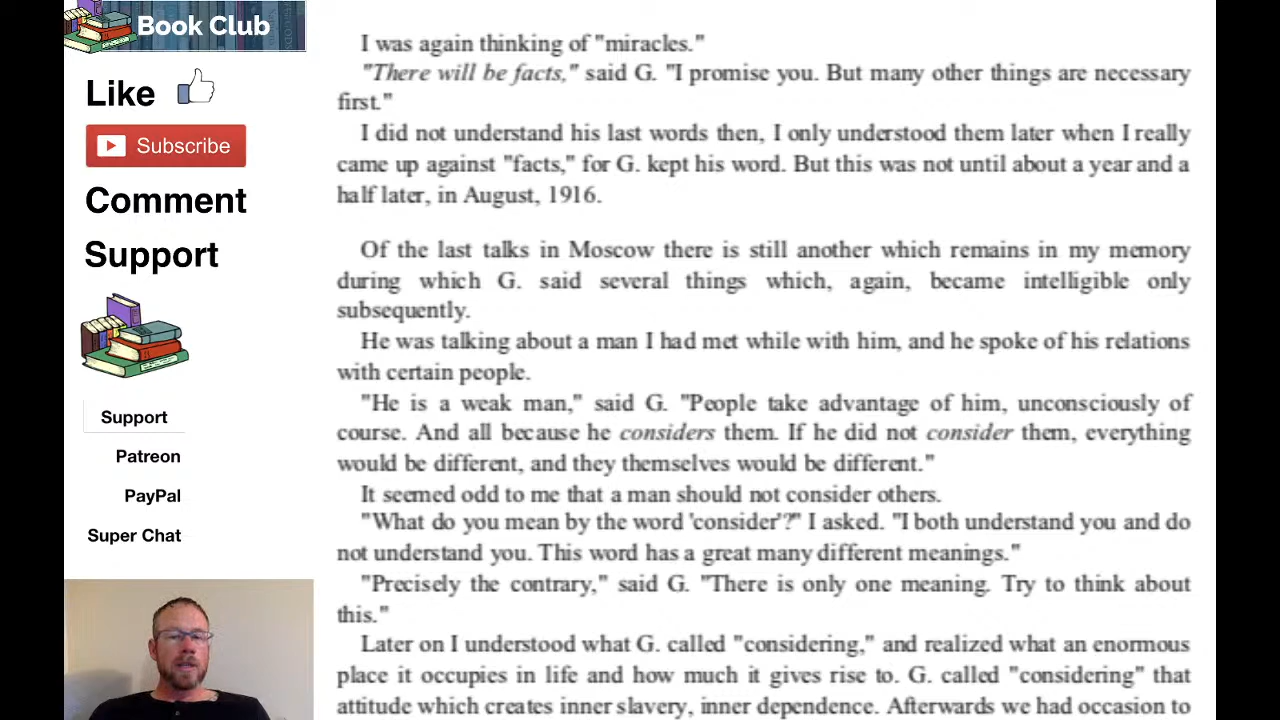 Book Club
Like
Subscribe
Comment
Support
Support
Patreon
PayPal
Super Chat
I was again thinking of "miracles."
"There will be facts," said G. "I promise you. But many other things are necessary
first."
I did not understand his last words then, I only understood them later when I really
came up against "facts," for G. kept his word. But this was not until about a year and a
half later, in August, 1916.
Of the last talks in Moscow there is still another which remains in my memory
during which G. said several things which, again, became intelligible only
subsequently.
He was talking about a man I had met while with him, and he spoke of his relations
with certain people.
"He is a weak man," said G. "People take advantage of him, unconsciously of
course. And all because he considers them. If he did not consider them, everything
would be different, and they themselves would be different."
It seemed odd to me that a man should not consider others.
"What do you mean by the word 'consider'?" I asked. "I both understand you and do
not understand you. This word has a great many different meanings."
"Precisely the contrary," said G. "There is only one meaning. Try to think about
this."
Later on I understood what G. called "considering," and realized what an enormous
place it occupies in life and how much it gives rise to. G. called "considering" that
attitude which creates inner slavery, inner dependence. Afterwards we had occasion to